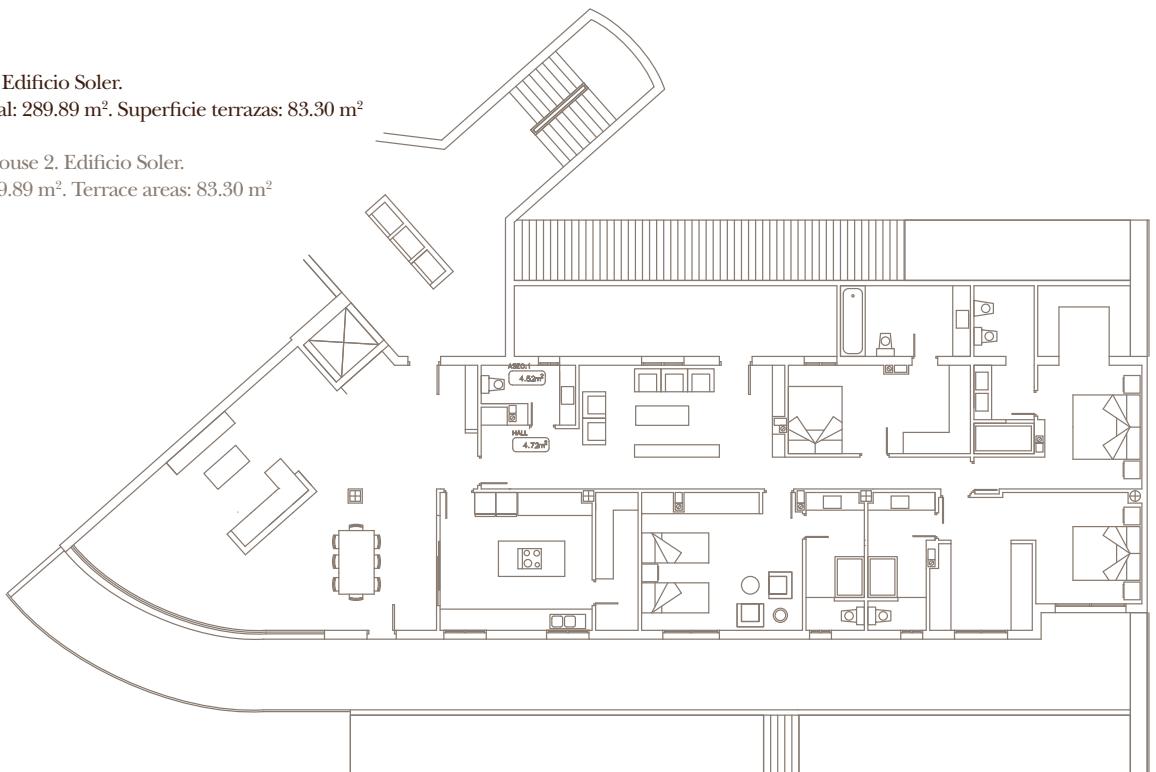 Edificio Soler.
al: 289.89 m². Superficie terrazas: 83.30 m²
ouse 2. Edificio Soler.
9.89 m². Terrace areas: 83.30 m²
ASEO.1
4.52m²
HALL
4.72m²